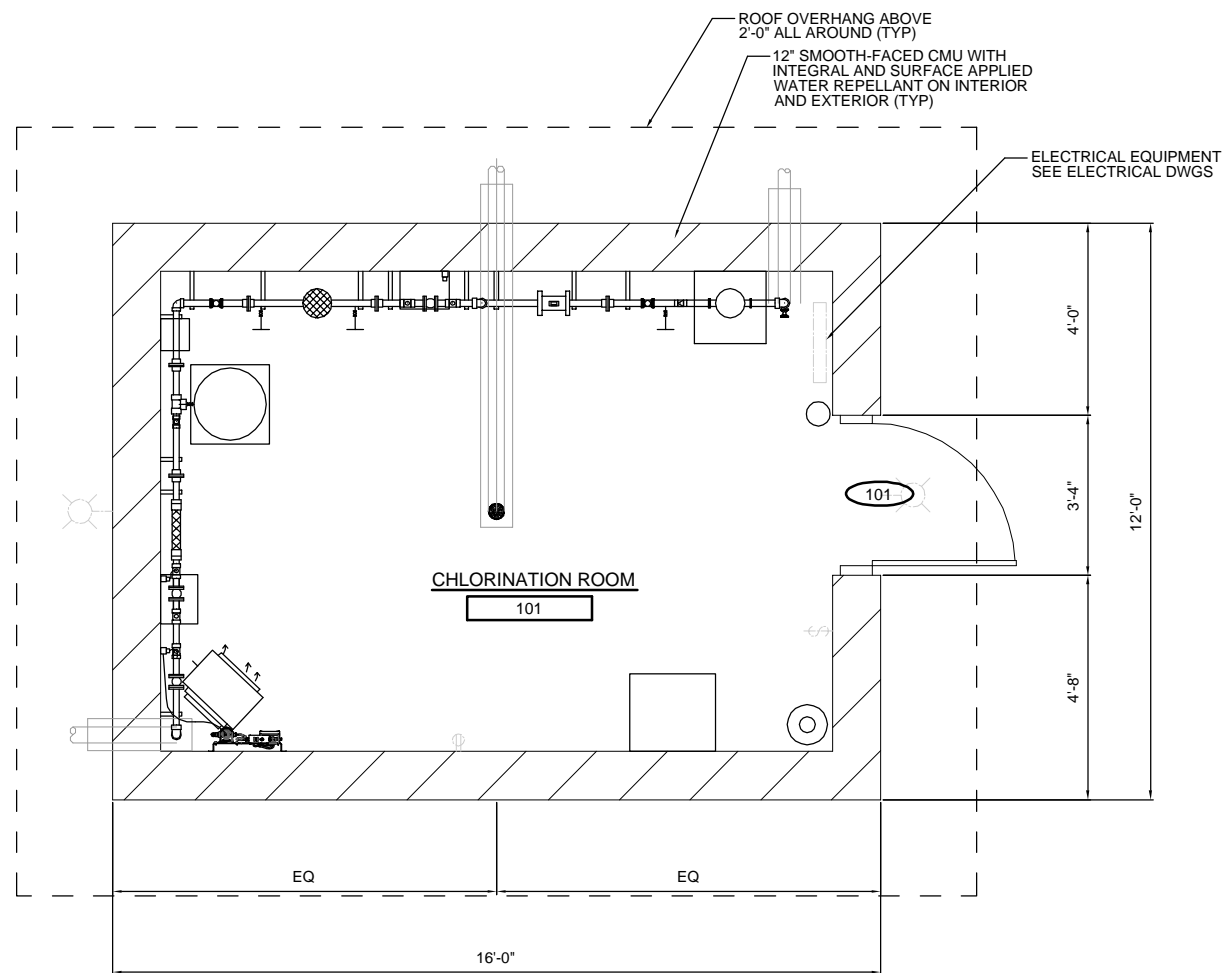 ROOF OVERHANG ABOVE
2'-0" ALL AROUND (TYP)
12" SMOOTH-FACED CMU WITH
INTEGRAL AND SURFACE APPLIED
WATER REPELLANT ON INTERIOR
AND EXTERIOR (TYP)
ELECTRICAL EQUIPMENT
SEE ELECTRICAL DWGS
4'-0"
3'-4"
12'-0"
4'-8"
101
CHLORINATION ROOM
101
$
EQ
EQ
16'-0"